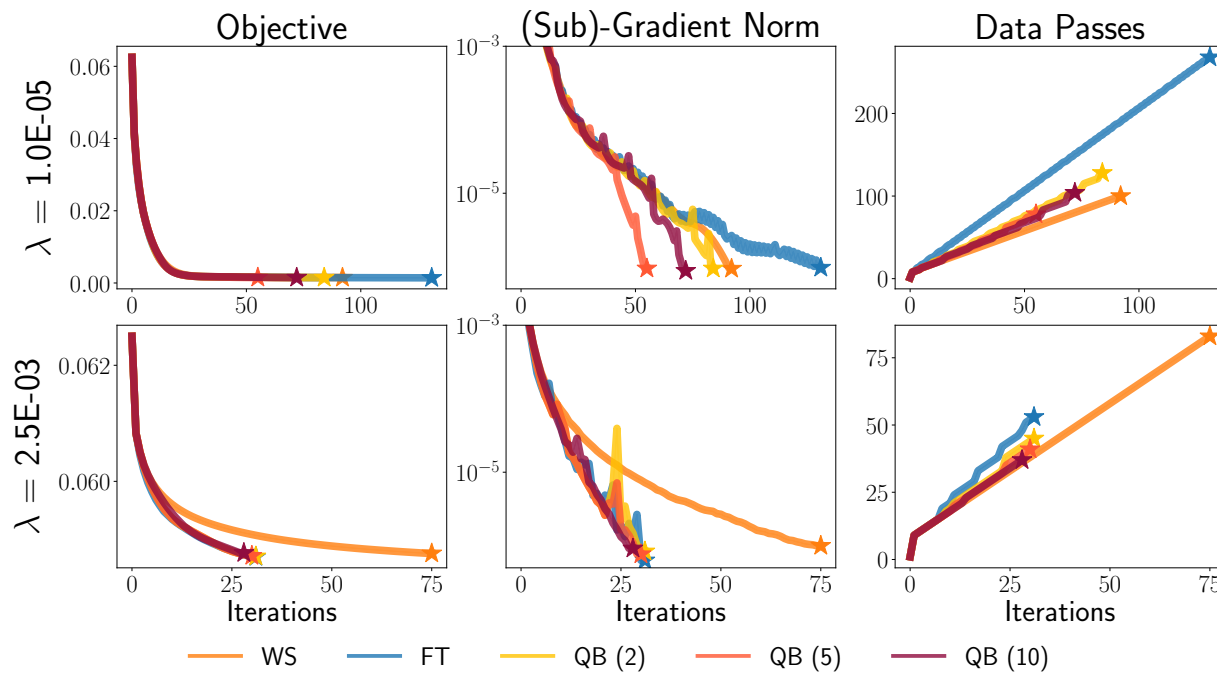 Objective (Sub)-Gradient Norm Data Passes
λ = 1.0E-05
0.06
0.04
0.02
0.00
0 50 100
10⁻³
10⁻⁵
50 100
200
100
0
0 50 100
λ = 2.5E-03
0.062
0.060
0 25 50 75
10⁻³
10⁻⁵
0 25 50 75
75
50
25
0
0 25 50 75
Iterations Iterations Iterations
WS FT QB (2) QB (5) QB (10)